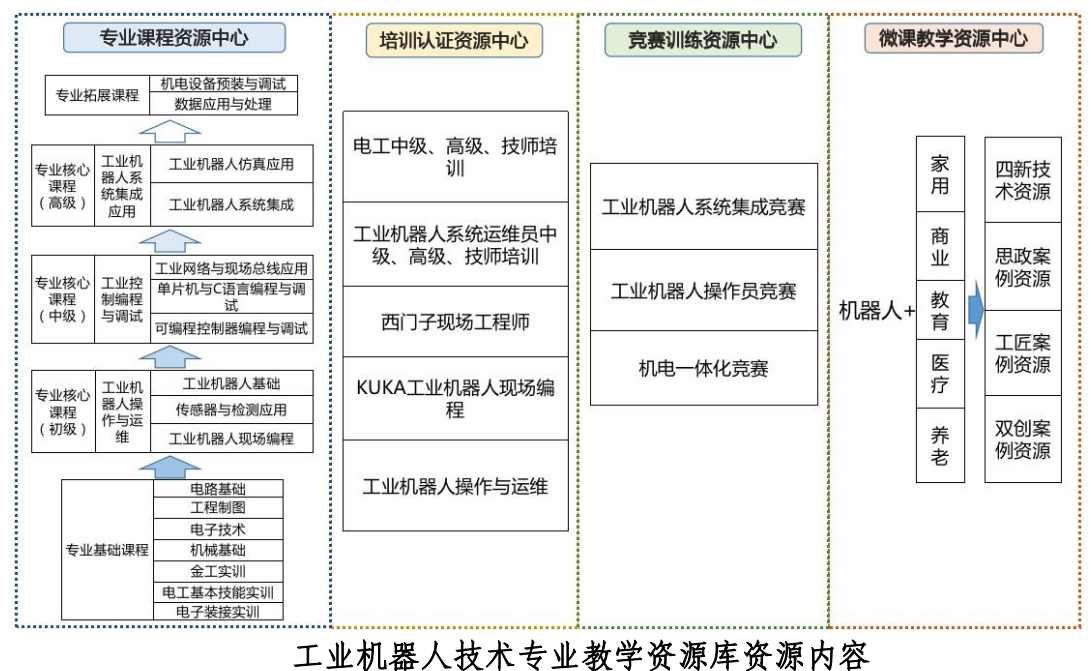 专业课程资源中心
专业拓展课程
机电设备预装与调试
数据应用与处理
专业核心
课程
（高级）
工业机
器人系
统集成
应用
工业机器人仿真应用
工业机器人系统集成
专业核心
课程
（中级）
工业控
制编程
与调试
工业网络与现场总线应用
单片机与C语言编程与调
试
可编程控制器编程与调试
专业核心
课程
（初级）
工业机
器人操
作与运
维
工业机器人基础
传感器与检测应用
工业机器人现场编程
专业基础课程
电路基础
工程制图
电子技术
机械基础
金工实训
电工基本技能实训
电子装接实训
培训认证资源中心
电工中级、高级、技师培
训
工业机器人系统运维员中
级、高级、技师培训
西门子现场工程师
KUKA工业机器人现场编
程
工业机器人操作与运维
竞赛训练资源中心
工业机器人系统集成竞赛
工业机器人操作员竞赛
机电一体化竞赛
微课教学资源中心
机器人+
家
用
商
业
教
育
医
疗
养
老
四新技
术资源
思政案
例资源
工匠案
例资源
双创案
例资源
工业机器人技术专业教学资源库资源内容